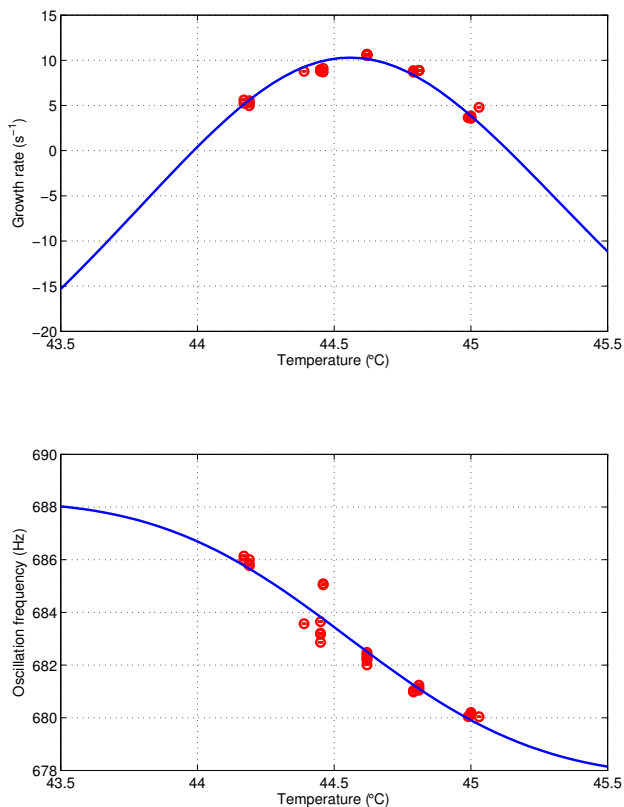 15
10
5
0
−5
−10
−15
−20
43.5 44 44.5 45 45.5
Growth rate (s⁻¹)
Temperature (°C)
690
688
686
684
682
680
678
43.5 44 44.5 45 45.5
Oscillation frequency (Hz)
Temperature (°C)